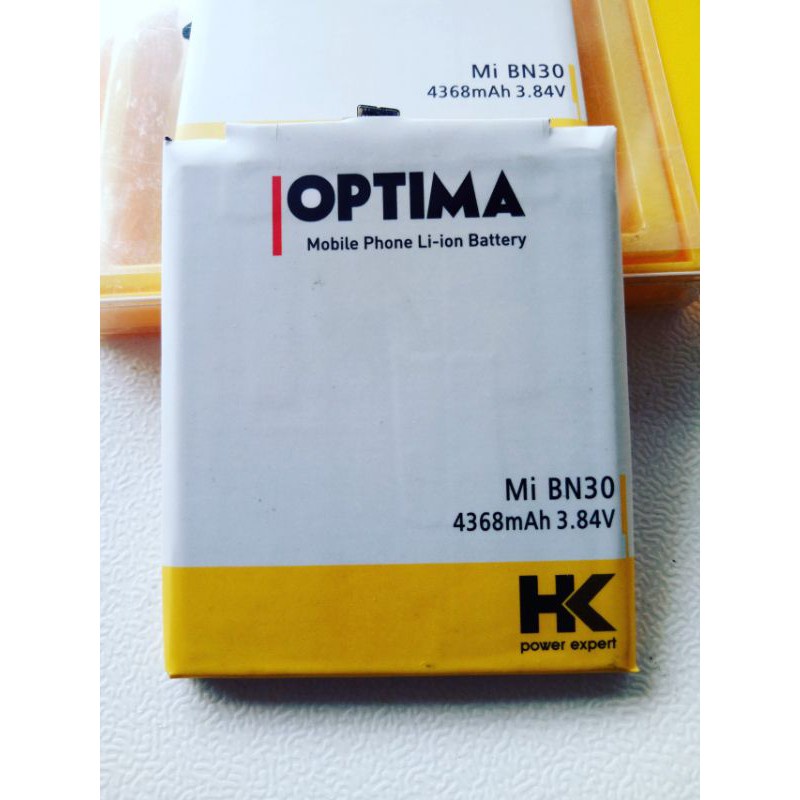 Mi BN30
4368mAh 3.84V
OPTIMA
Mobile Phone Li-ion Battery
Mi BN30
4368mAh 3.84V
HK
power expert